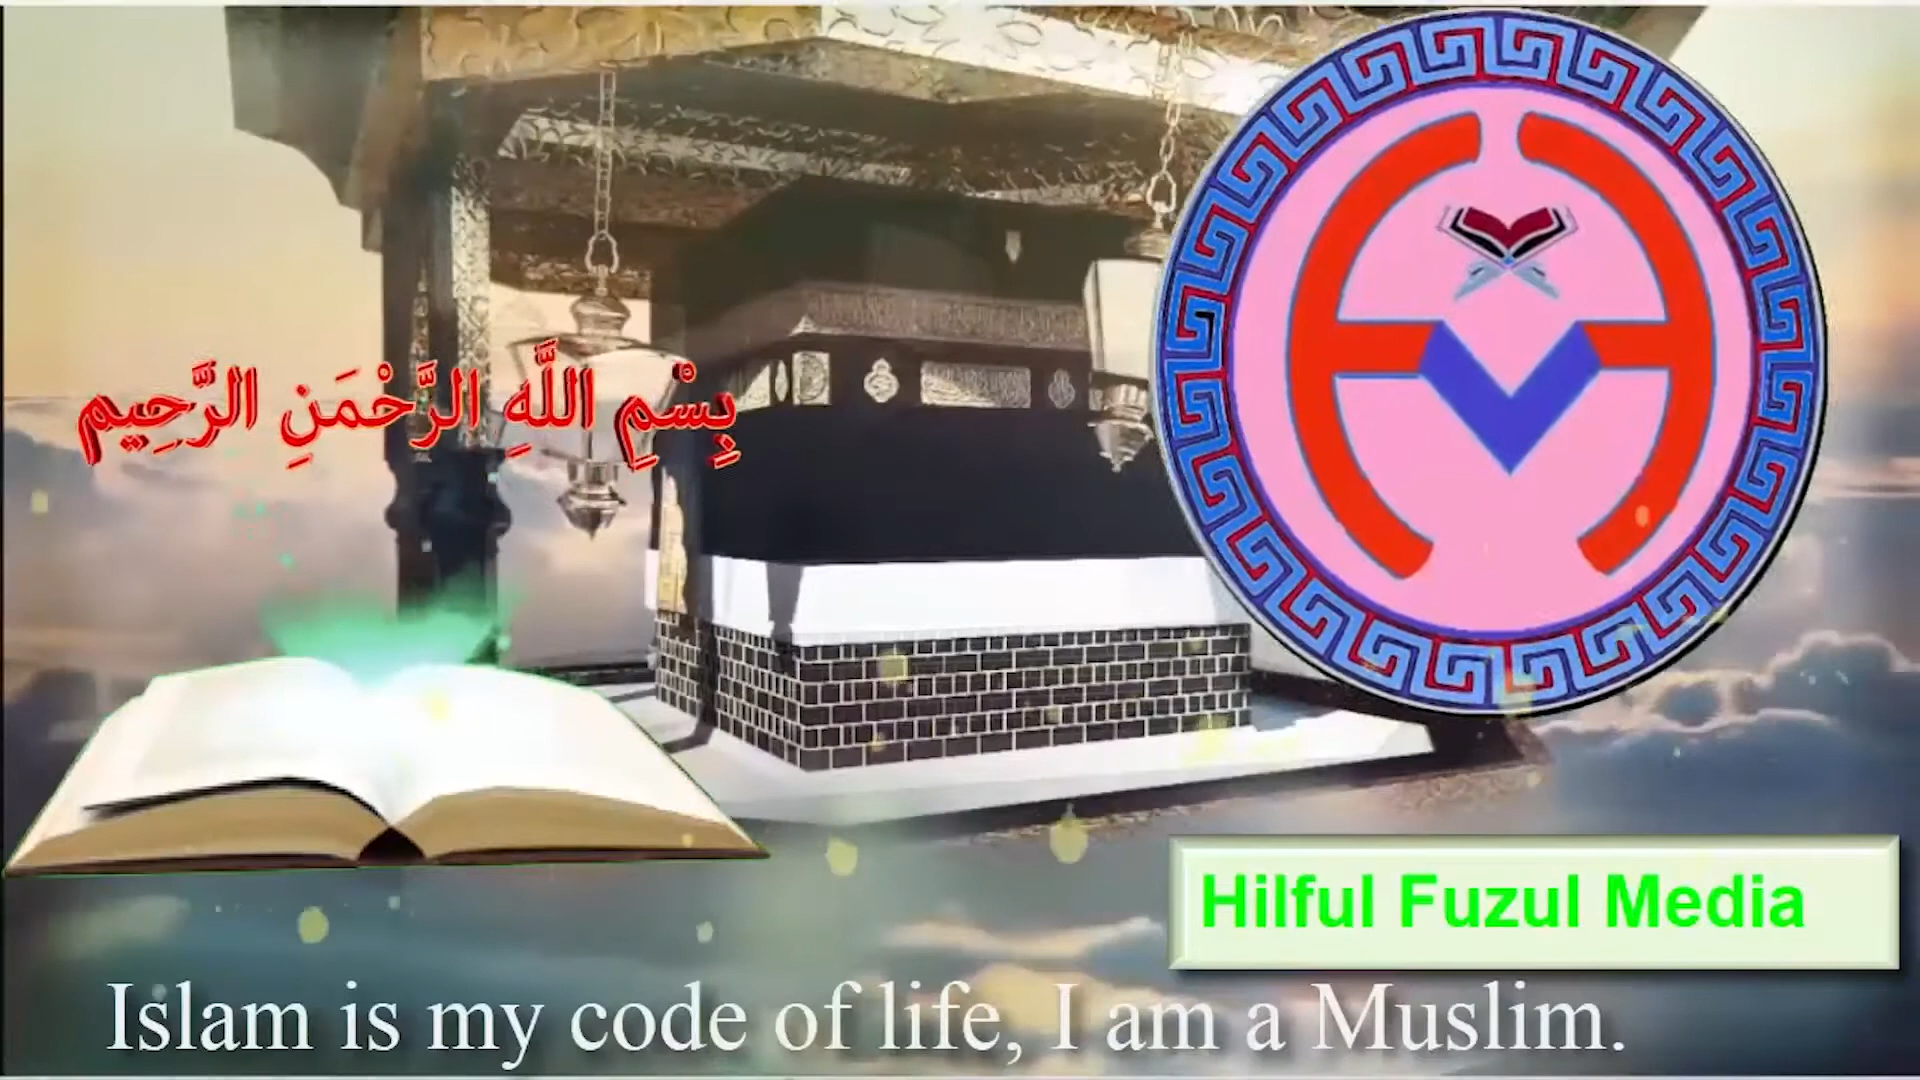 بِسْمِ اللَّهِ الرَّحْمَنِ الرَّحِيم
Hilful Fuzul Media
Islam is my code of life, I am a Muslim.